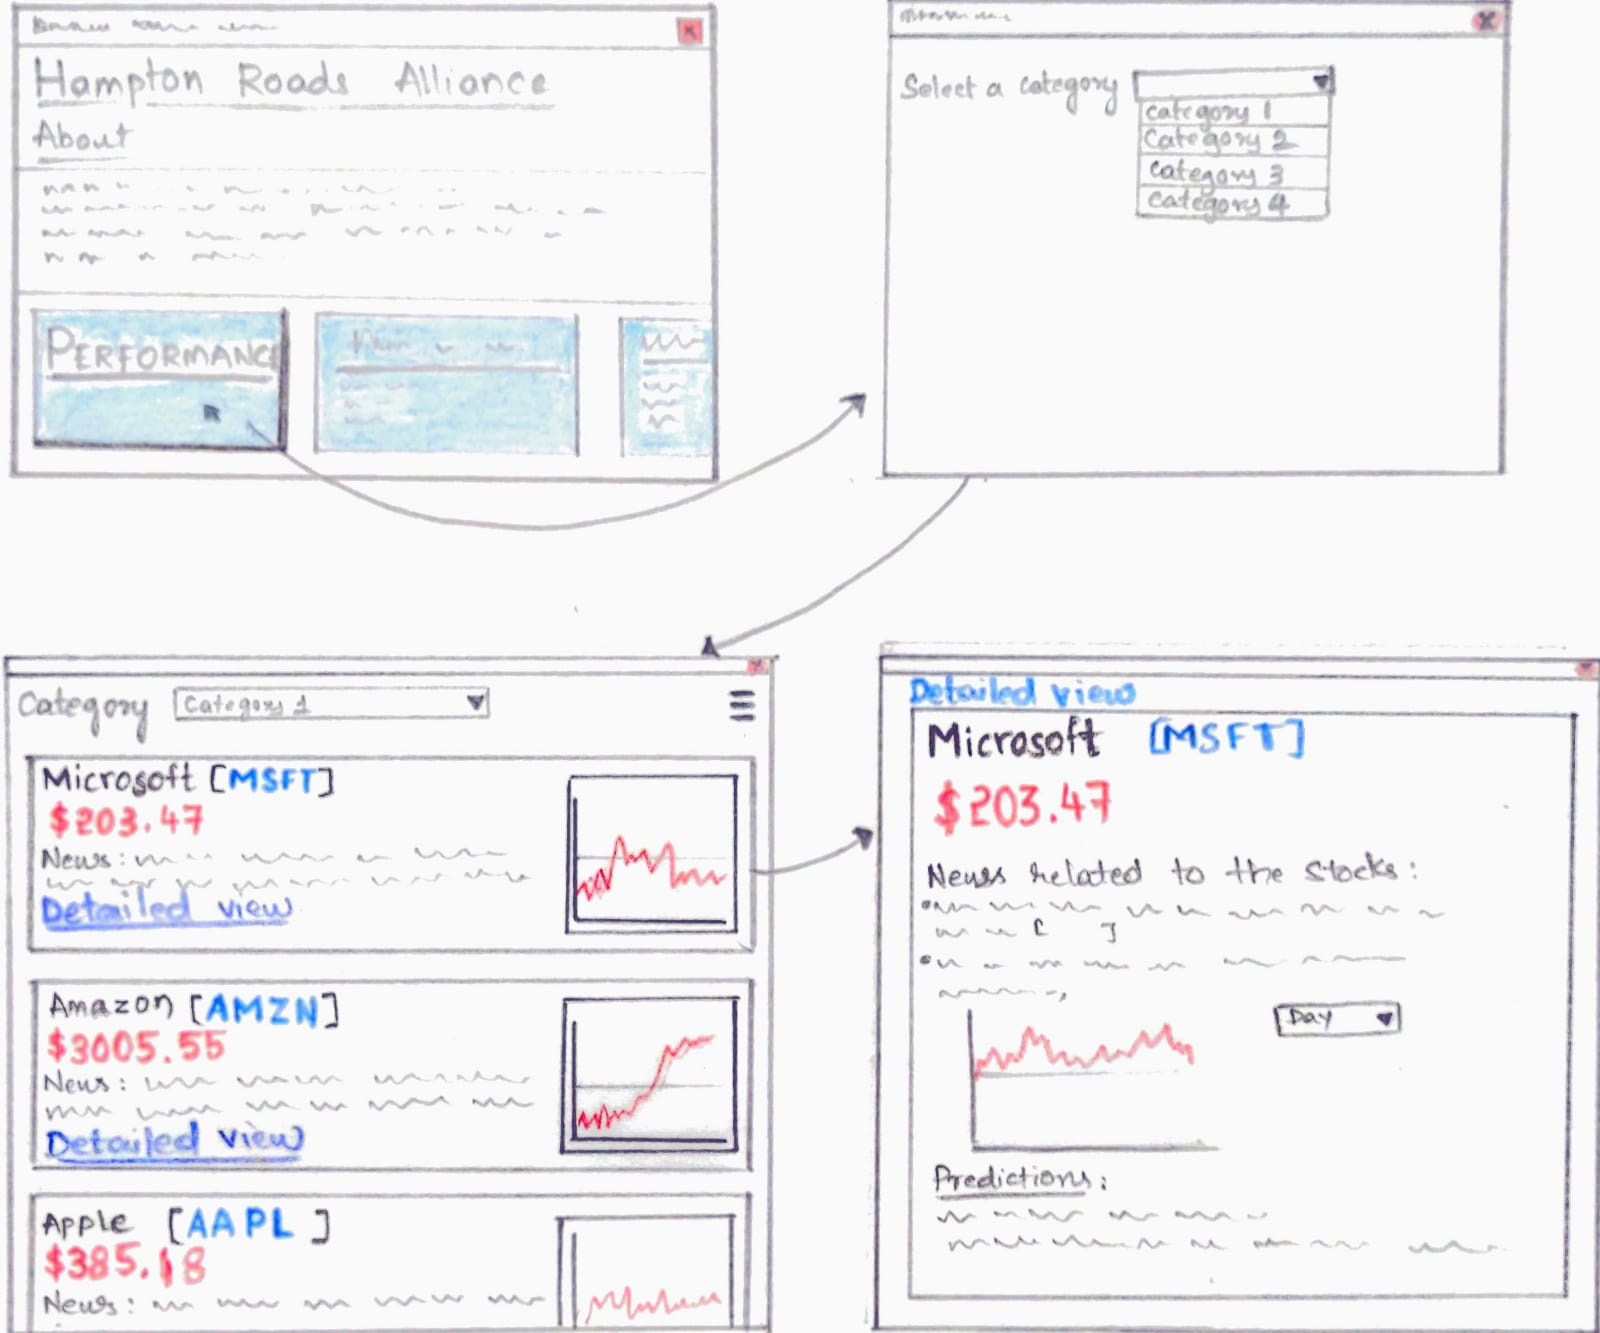 Hampton Roads Alliance
About
PERFORMANCE
Select a category
category 1
Category 2
category 3
category 4
Category Category 1
Microsoft [MSFT]
$203.47
News:
Detailed view
Amazon [AMZN]
$3005.55
News:
Detailed view
Apple [AAPL]
$385.18
News:
Detailed view
Microsoft [MSFT]
$203.47
News related to the stocks:
Day
Predictions: